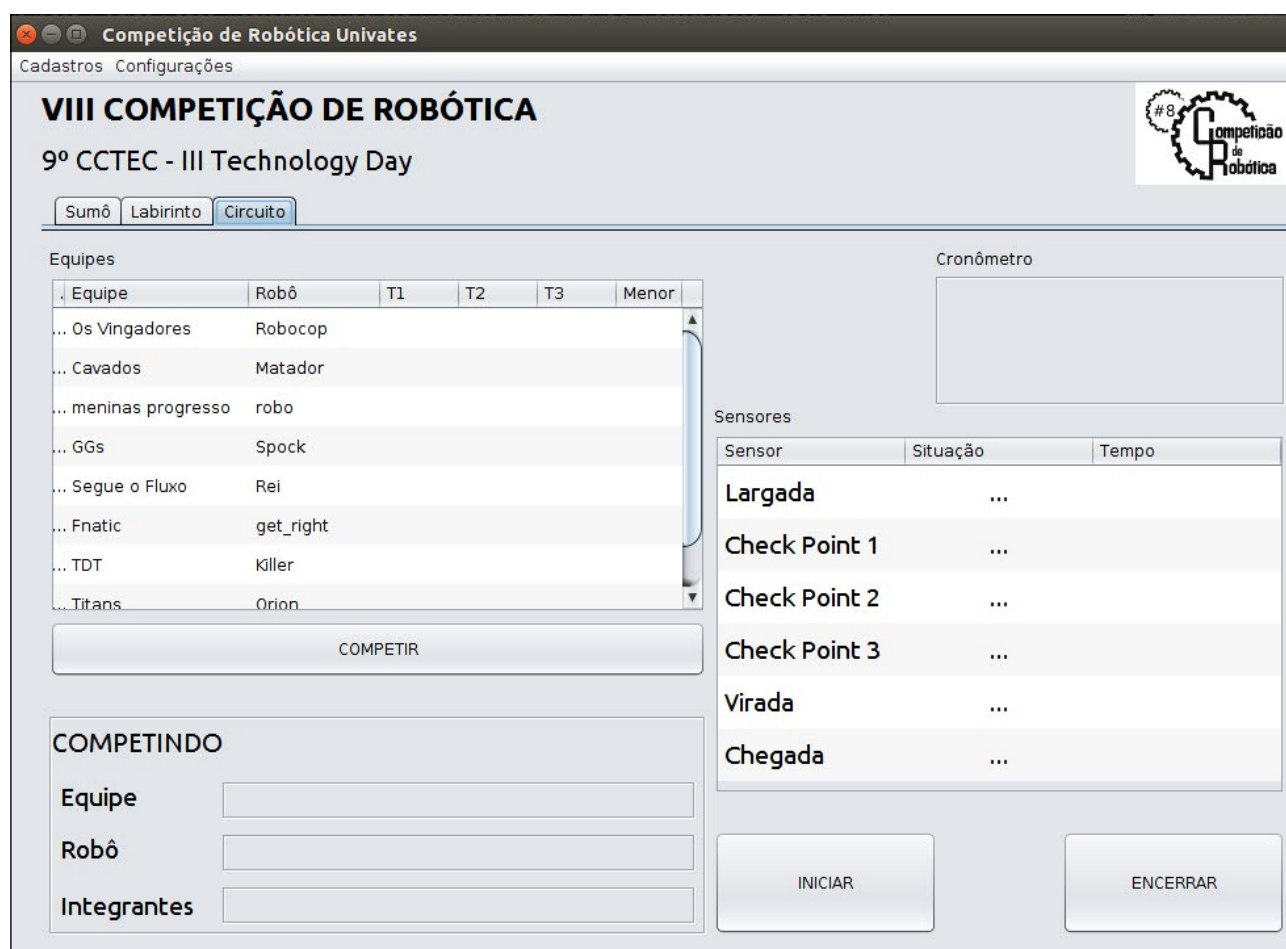 Competição de Robótica Univates
Cadastros Configurações
VIII COMPETIÇÃO DE ROBÓTICA
9º CCTEC - III Technology Day
#8
Competição
de
Robótica
Sumô Labirinto Circuito
Equipes
. Equipe Robô T1 T2 T3 Menor
... Os Vingadores Robocop
... Cavados Matador
... meninas progresso robo
... GGs Spock
... Segue o Fluxo Rei
... Fnatic get_right
... TDT Killer
... Titans Orion
COMPETIR
COMPETINDO
Equipe
Robô
Integrantes
Cronômetro
Sensores
Sensor Situação Tempo
Largada ...
Check Point 1 ...
Check Point 2 ...
Check Point 3 ...
Virada ...
Chegada ...
INICIAR ENCERRAR